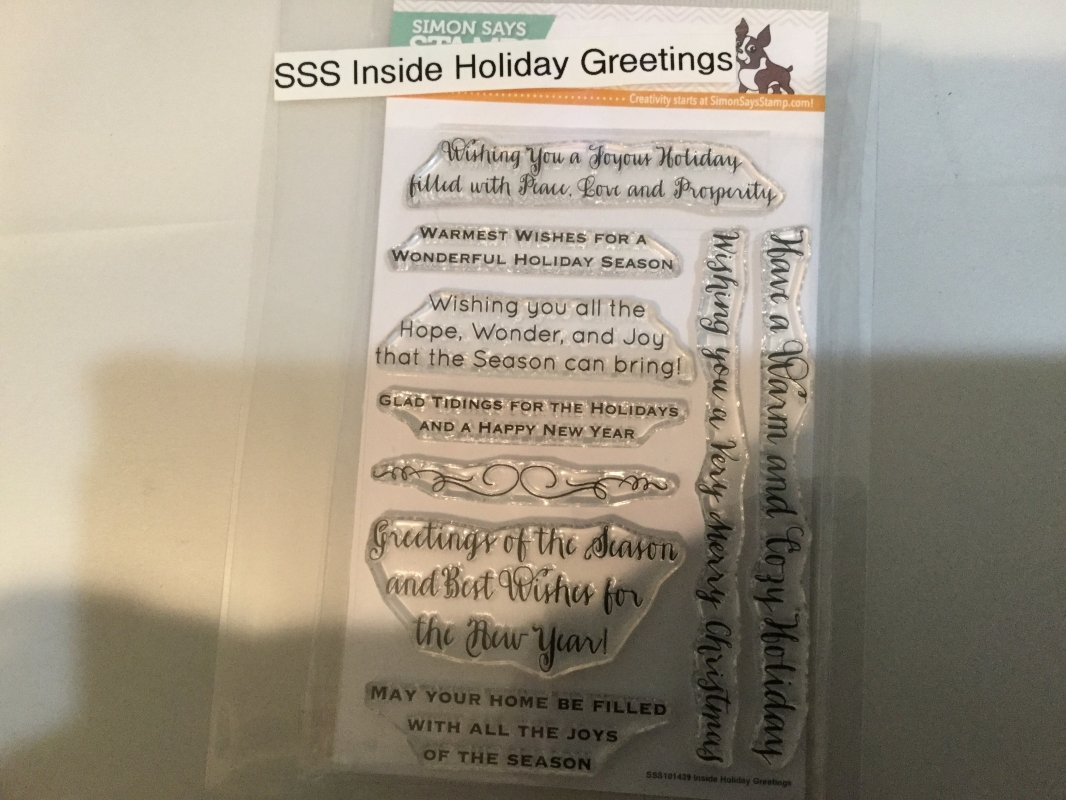 SIMON SAYS
STAMP!
SSS Inside Holiday Greetings
Creativity starts at SimonSaysStamp.com!
Wishing You a Joyous Holiday
filled with Peace, Love and Prosperity
WARMEST WISHES FOR A
WONDERFUL HOLIDAY SEASON
Wishing you all the
Hope, Wonder, and Joy
that the Season can bring!
GLAD TIDINGS FOR THE HOLIDAYS
AND A HAPPY NEW YEAR
Greetings of the Season
and Best Wishes for
the New Year!
MAY YOUR HOME BE FILLED
WITH ALL THE JOYS
OF THE SEASON
Wishing you a Very Merry Christmas
Have a Warm and Cozy Holiday
SSS101439 Inside Holiday Greetings